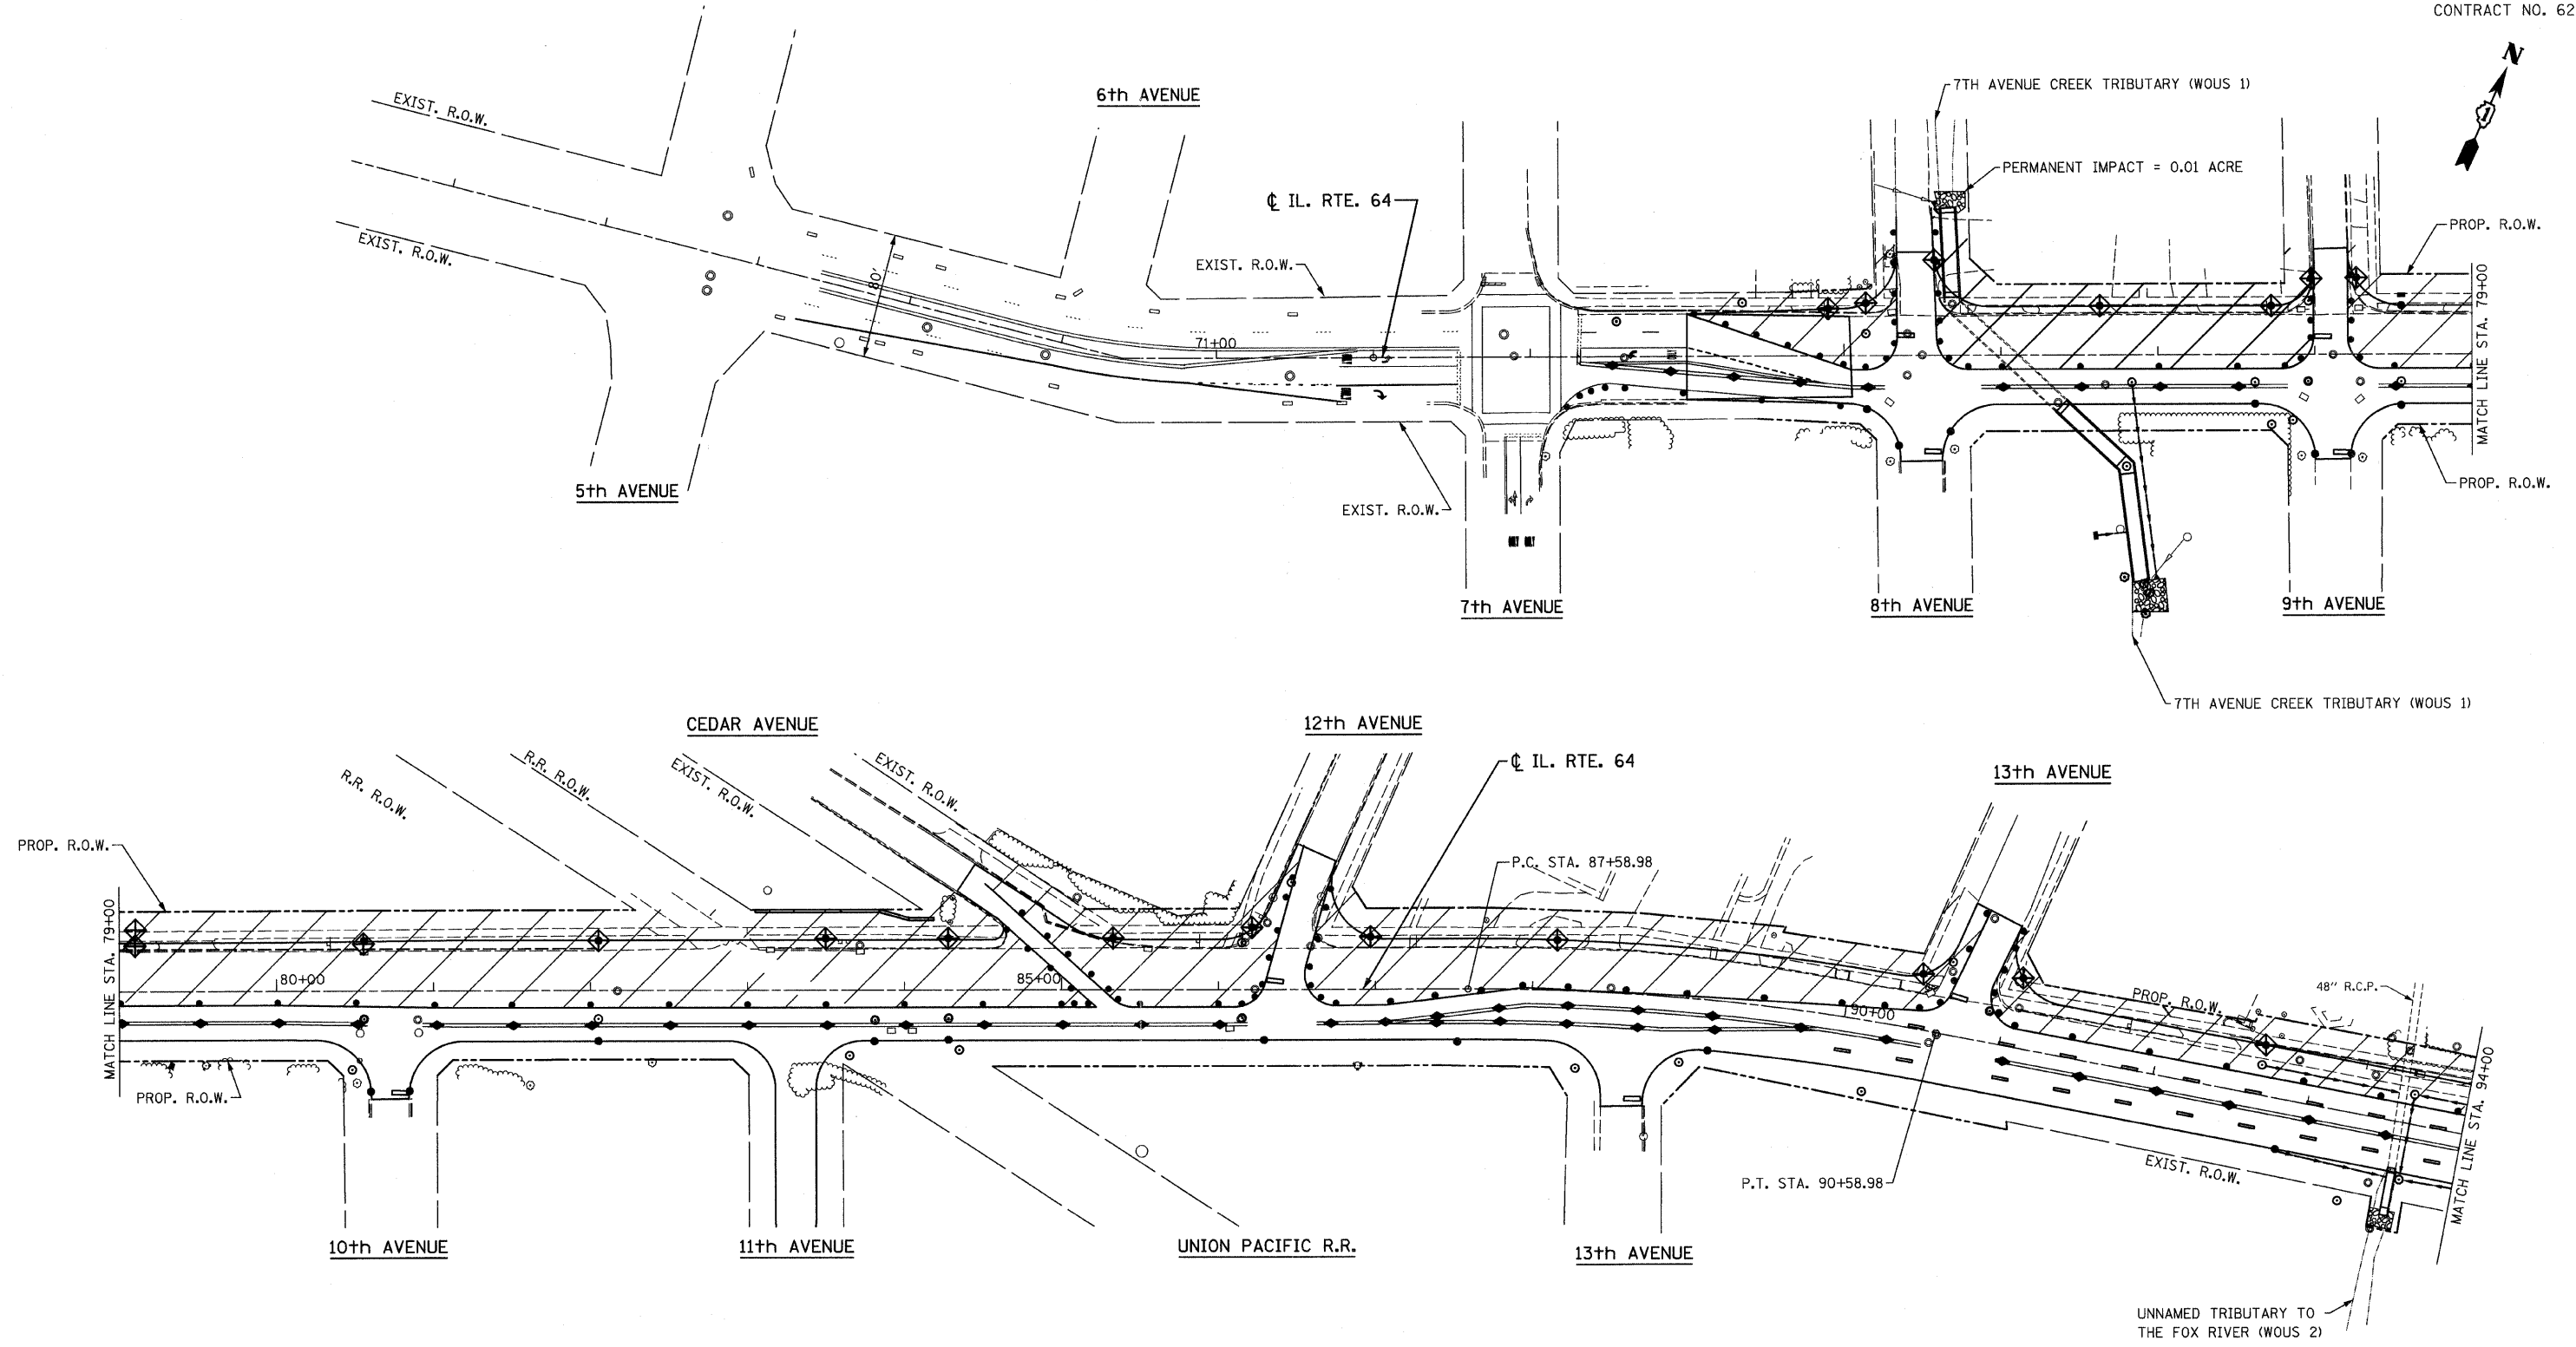 CONTRACT NO. 62
N
1
7TH AVENUE CREEK TRIBUTARY (WOUS 1)
6th AVENUE
EXIST. R.O.W.
PERMANENT IMPACT = 0.01 ACRE
℄ IL. RTE. 64
PROP. R.O.W.
EXIST. R.O.W.
EXIST. R.O.W.
80'
71+00
MATCH LINE STA. 79+00
5th AVENUE
EXIST. R.O.W.
PROP. R.O.W.
ONLY ONLY
7th AVENUE
8th AVENUE
9th AVENUE
7TH AVENUE CREEK TRIBUTARY (WOUS 1)
CEDAR AVENUE
12th AVENUE
13th AVENUE
R.R. R.O.W.
R.R. R.O.W.
EXIST. R.O.W.
EXIST. R.O.W.
℄ IL. RTE. 64
PROP. R.O.W.
P.C. STA. 87+58.98
MATCH LINE STA. 79+00
80+00
85+00
90+00
PROP. R.O.W.
48" R.C.P.
PROP. R.O.W.
P.T. STA. 90+58.98
EXIST. R.O.W.
MATCH LINE STA. 94+00
10th AVENUE
11th AVENUE
UNION PACIFIC R.R.
13th AVENUE
UNNAMED TRIBUTARY TO
THE FOX RIVER (WOUS 2)